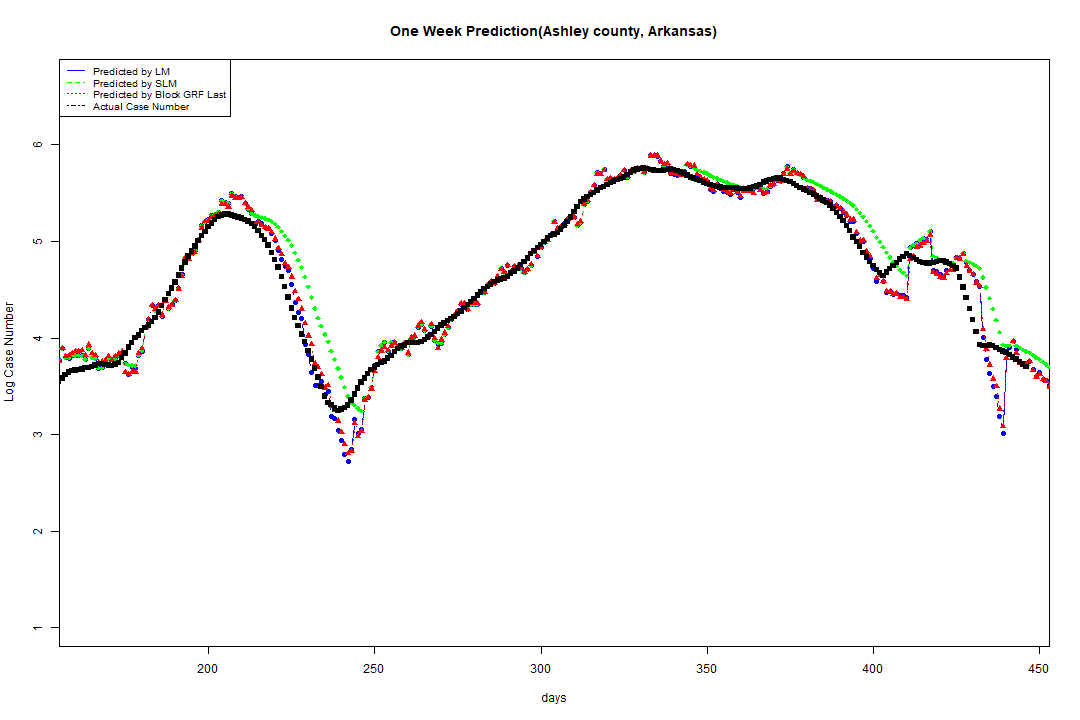 One Week Prediction(Ashley county, Arkansas)
Predicted by LM
Predicted by SLM
Predicted by Block GRF Last
Actual Case Number
6
5
4
3
2
1
Log Case Number
200 250 300 350 400 450
days